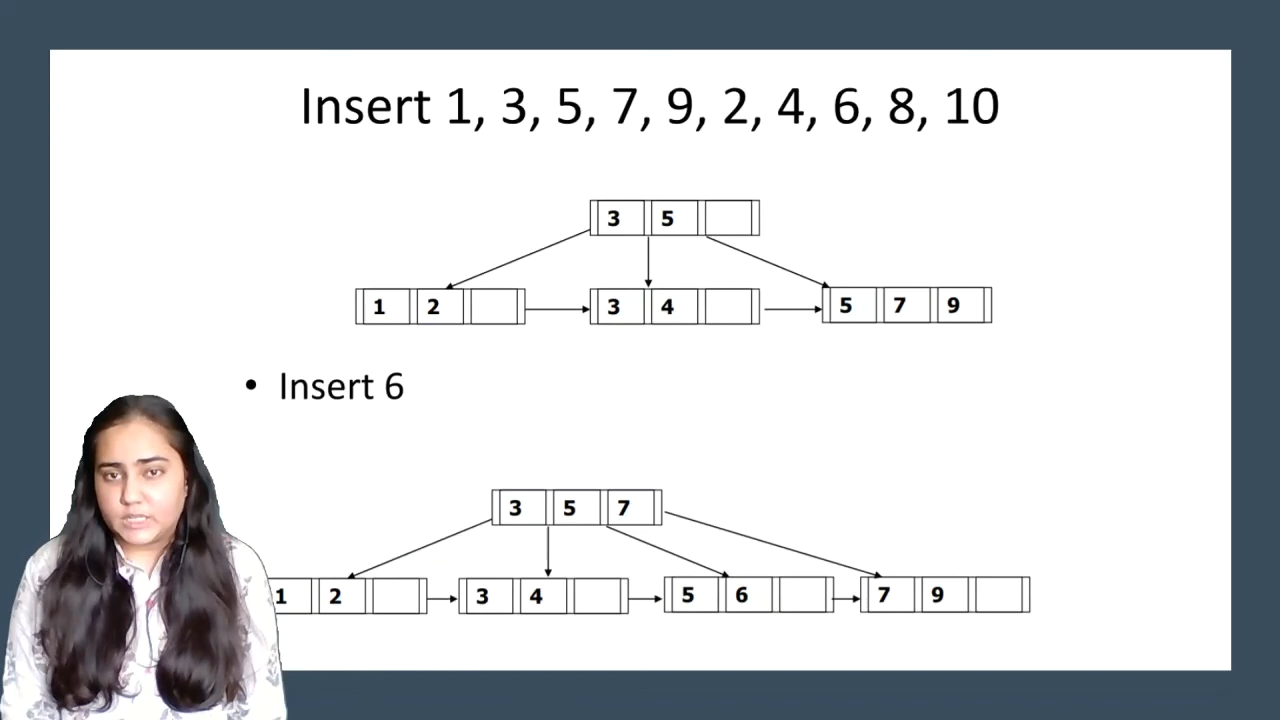 Insert 1, 3, 5, 7, 9, 2, 4, 6, 8, 10
3 5
1 2 3 4 5 7 9
• Insert 6
3 5 7
1 2 3 4 5 6 7 9